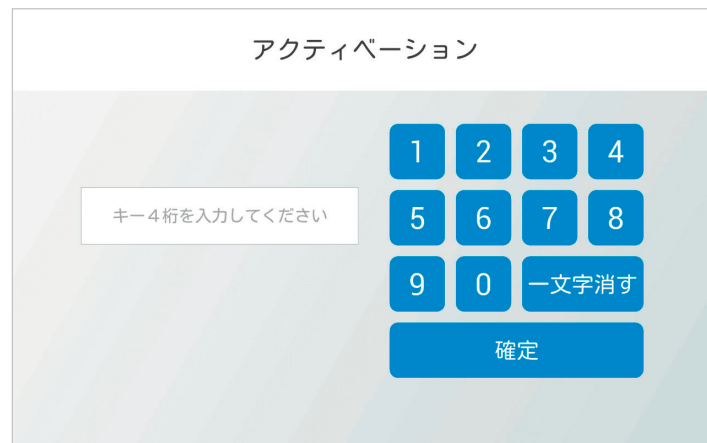 アクティベーション
1 2 3 4
キー4桁を入力してください
5 6 7 8
9 0 一文字消す
確定